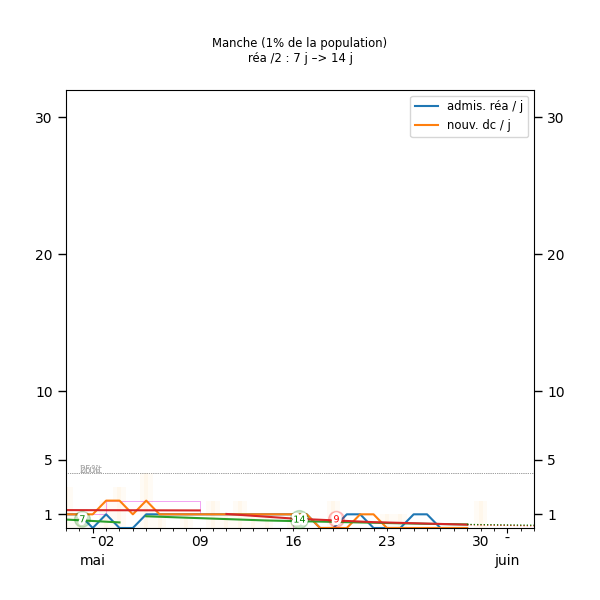 Manche (1% de la population)
réa /2 : 7 j –> 14 j
admis. réa / j
nouv. dc / j
30 30
20 20
10 10
5 5
1 1
7 14 9
02 09 16 23 30
mai juin